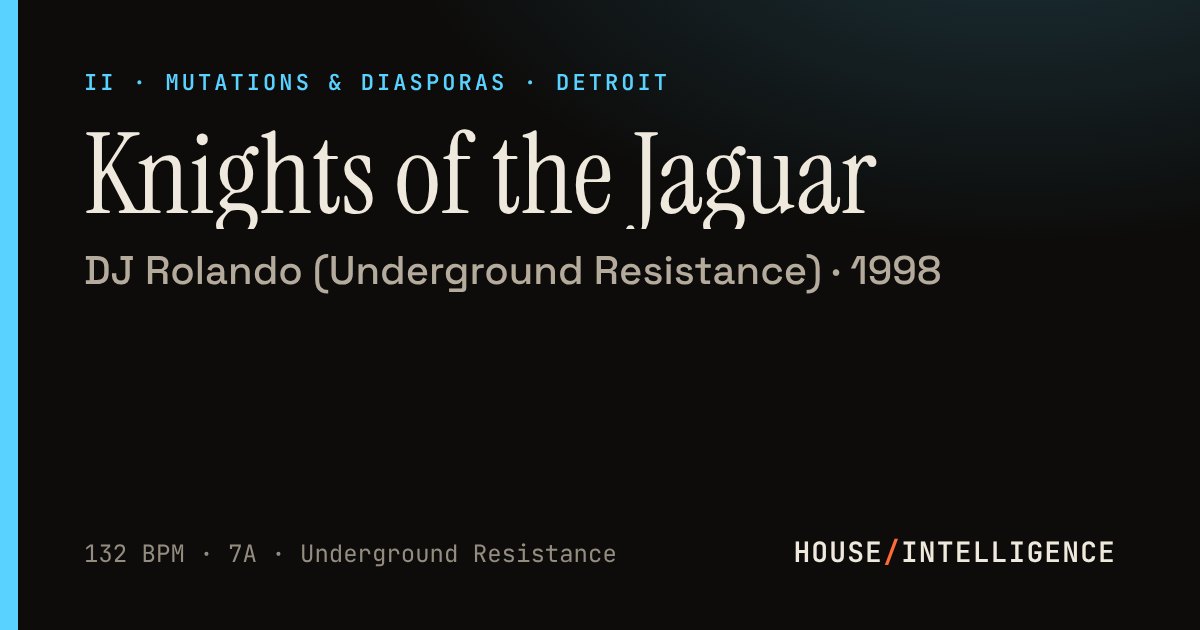 II · MUTATIONS & DIASPORAS · DETROIT
Knights of the Jaguar
DJ Rolando (Underground Resistance) · 1998
132 BPM · 7A · Underground Resistance
HOUSE/INTELLIGENCE